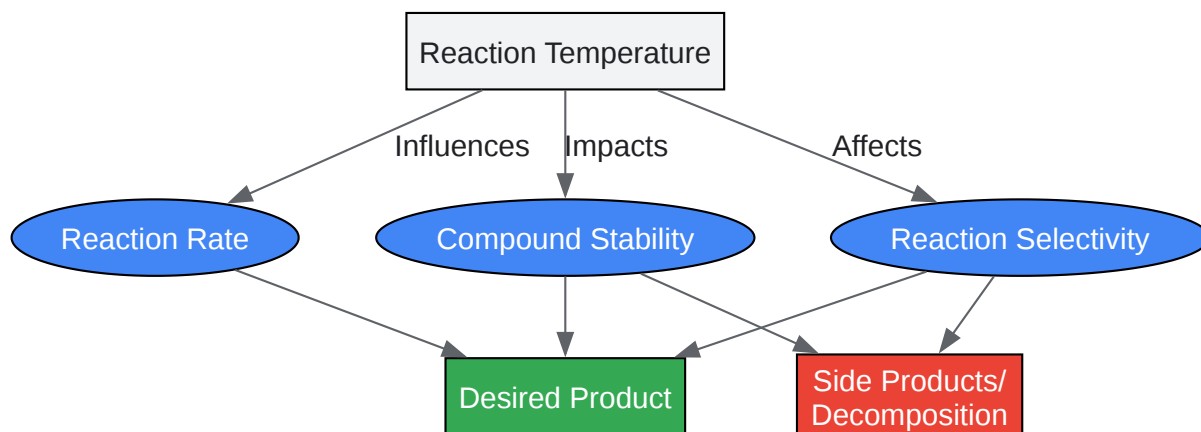 Reaction Temperature
Influences
Impacts
Affects
Reaction Rate
Compound Stability
Reaction Selectivity
Desired Product
Side Products/
Decomposition